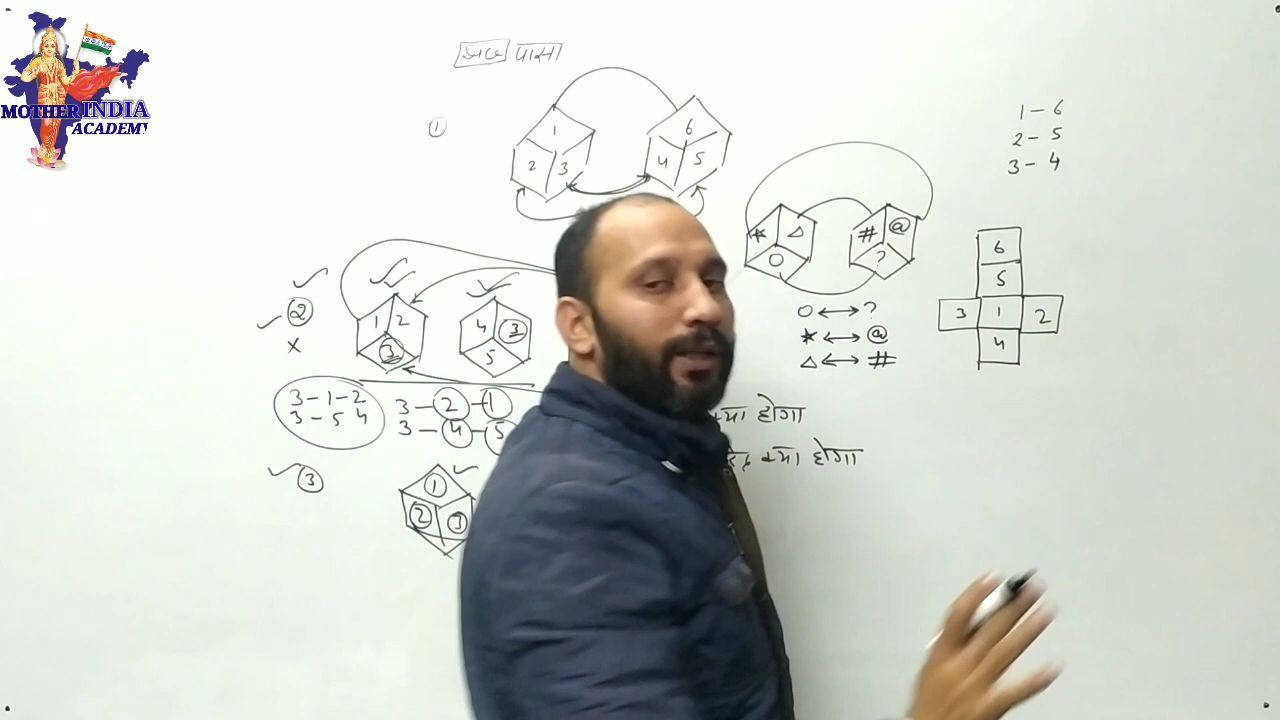 MOTHER INDIA
ACADEMY
पासा
①
1
2 3
6
4 5
1 - 6
2 - 5
3 - 4
★ △
○
# @
?
○ ↔ ?
★ ↔ @
△ ↔ #
6
5
3 1 2
4
②
×
1 2
3
4 3
5
3 - 1 - 2
3 - 5 4
3 - 2 - 1
3 - 4 - 5
होगा
क्या होगा
③
1
2 3